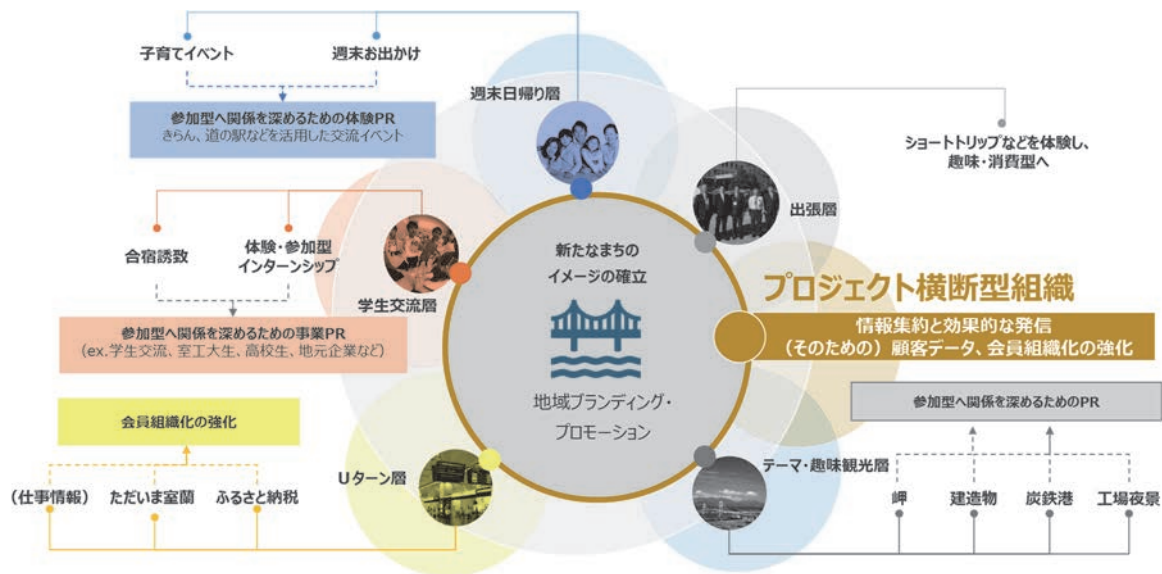 子育てイベント
週末お出かけ
参加型へ関係を深めるための体験PR
きらん、道の駅などを活用した交流イベント
週末日帰り層
ショートトリップなどを体験し、
趣味・消費型へ
出張層
合宿誘致
体験・参加型
インターンシップ
学生交流層
参加型へ関係を深めるための事業PR
（ex.学生交流、室工大生、高校生、地元企業など）
新たなまちの
イメージの確立
地域ブランディング・
プロモーション
プロジェクト横断型組織
情報集約と効果的な発信
（そのための）顧客データ、会員組織化の強化
会員組織化の強化
（仕事情報）
ただいま室蘭
ふるさと納税
Uターン層
参加型へ関係を深めるためのPR
テーマ・趣味観光層
岬
建造物
炭鉄港
工場夜景